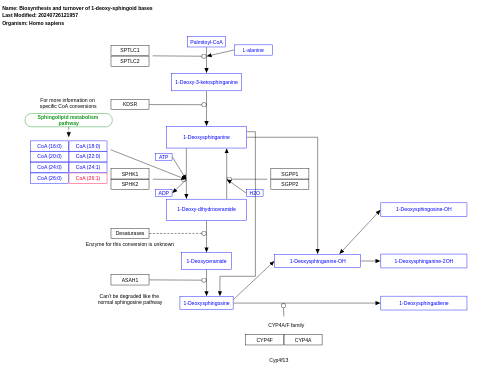 Name: Biosynthesis and turnover of 1-deoxy-sphingoid bases
Last Modified: 20240726121957
Organism: Homo sapiens
Palmitoyl-CoA
L-alanine
SPTLC1
SPTLC2
1-Deoxy-3-ketosphinganine
For more information on
specific CoA conversions
KDSR
Sphingolipid metabolism
pathway
1-Deoxysphinganine
CoA (16:0) CoA (18:0)
CoA (20:0) CoA (22:0)
CoA (24:0) CoA (24:1)
CoA (26:0) CoA (26:1)
ATP
SPHK1
SPHK2
SGPP1
SGPP2
ADP
H2O
1-Deoxy-dihydroceramide
1-Deoxysphingosine-OH
Desaturases
Enzyme for this conversion is unknown
1-Deoxyceramide
1-Deoxysphinganine-OH
1-Deoxysphinganine-2OH
ASAH1
Can't be degraded like the
normal sphingosine pathway
1-Deoxysphingosine
1-Deoxysphingadiene
CYP4A/F family
CYP4F CYP4A
Cyp4f13